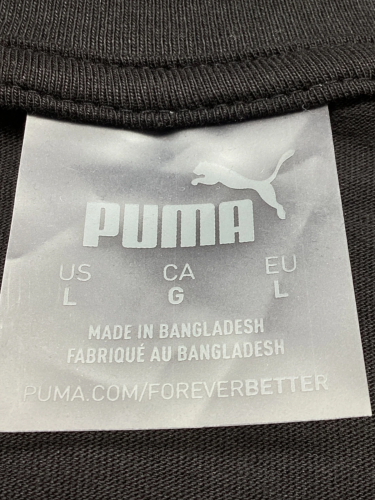 PUMA
US CA EU
L G L
MADE IN BANGLADESH
FABRIQUÉ AU BANGLADESH
PUMA.COM/FOREVERBETTER